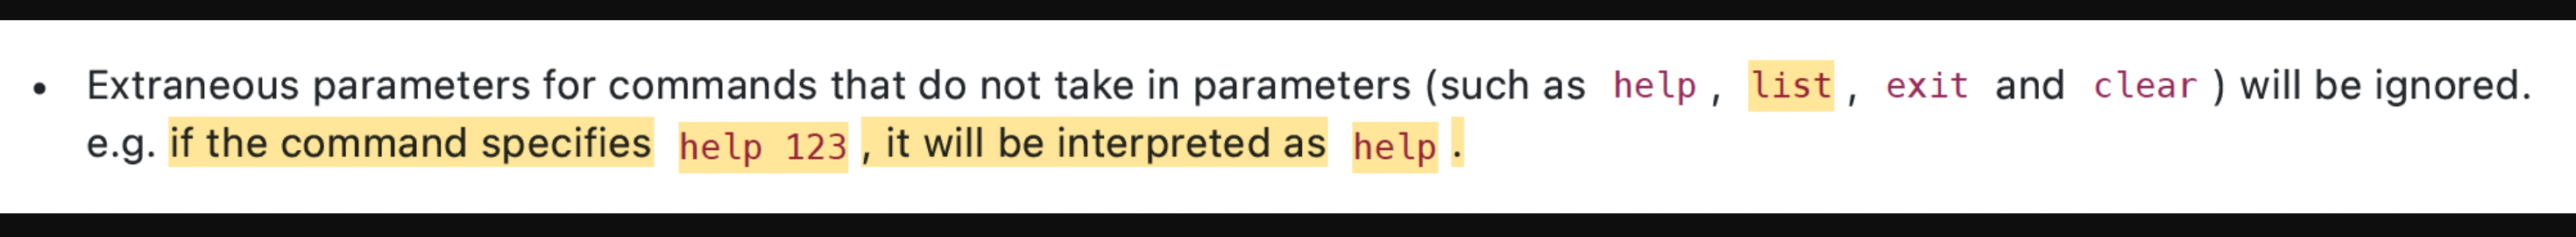 • Extraneous parameters for commands that do not take in parameters (such as help , list , exit and clear ) will be ignored.
e.g. if the command specifies help 123 , it will be interpreted as help .